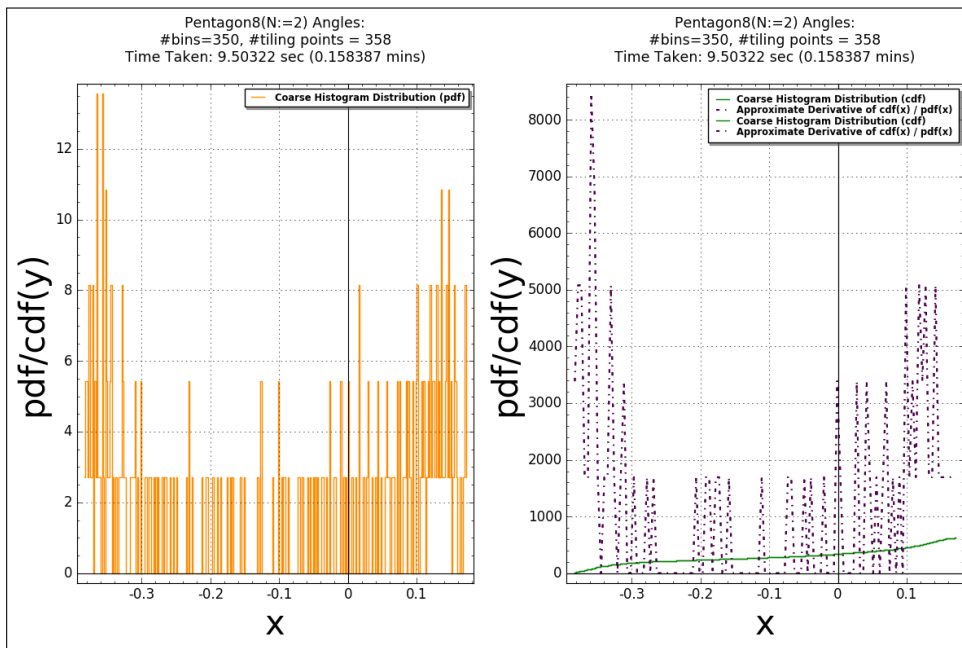 Pentagon8(N:=2) Angles:
#bins=350, #tiling points = 358
Time Taken: 9.50322 sec (0.158387 mins)
Coarse Histogram Distribution (pdf)
12
10
8
6
4
2
0
pdf/cdf(y)
-0.3
-0.2
-0.1
0
0.1
x
Pentagon8(N:=2) Angles:
#bins=350, #tiling points = 358
Time Taken: 9.50322 sec (0.158387 mins)
Coarse Histogram Distribution (cdf)
Approximate Derivative of cdf(x) / pdf(x)
Coarse Histogram Distribution (cdf)
Approximate Derivative of cdf(x) / pdf(x)
8000
7000
6000
5000
4000
3000
2000
1000
0
pdf/cdf(y)
-0.3
-0.2
-0.1
0
0.1
x